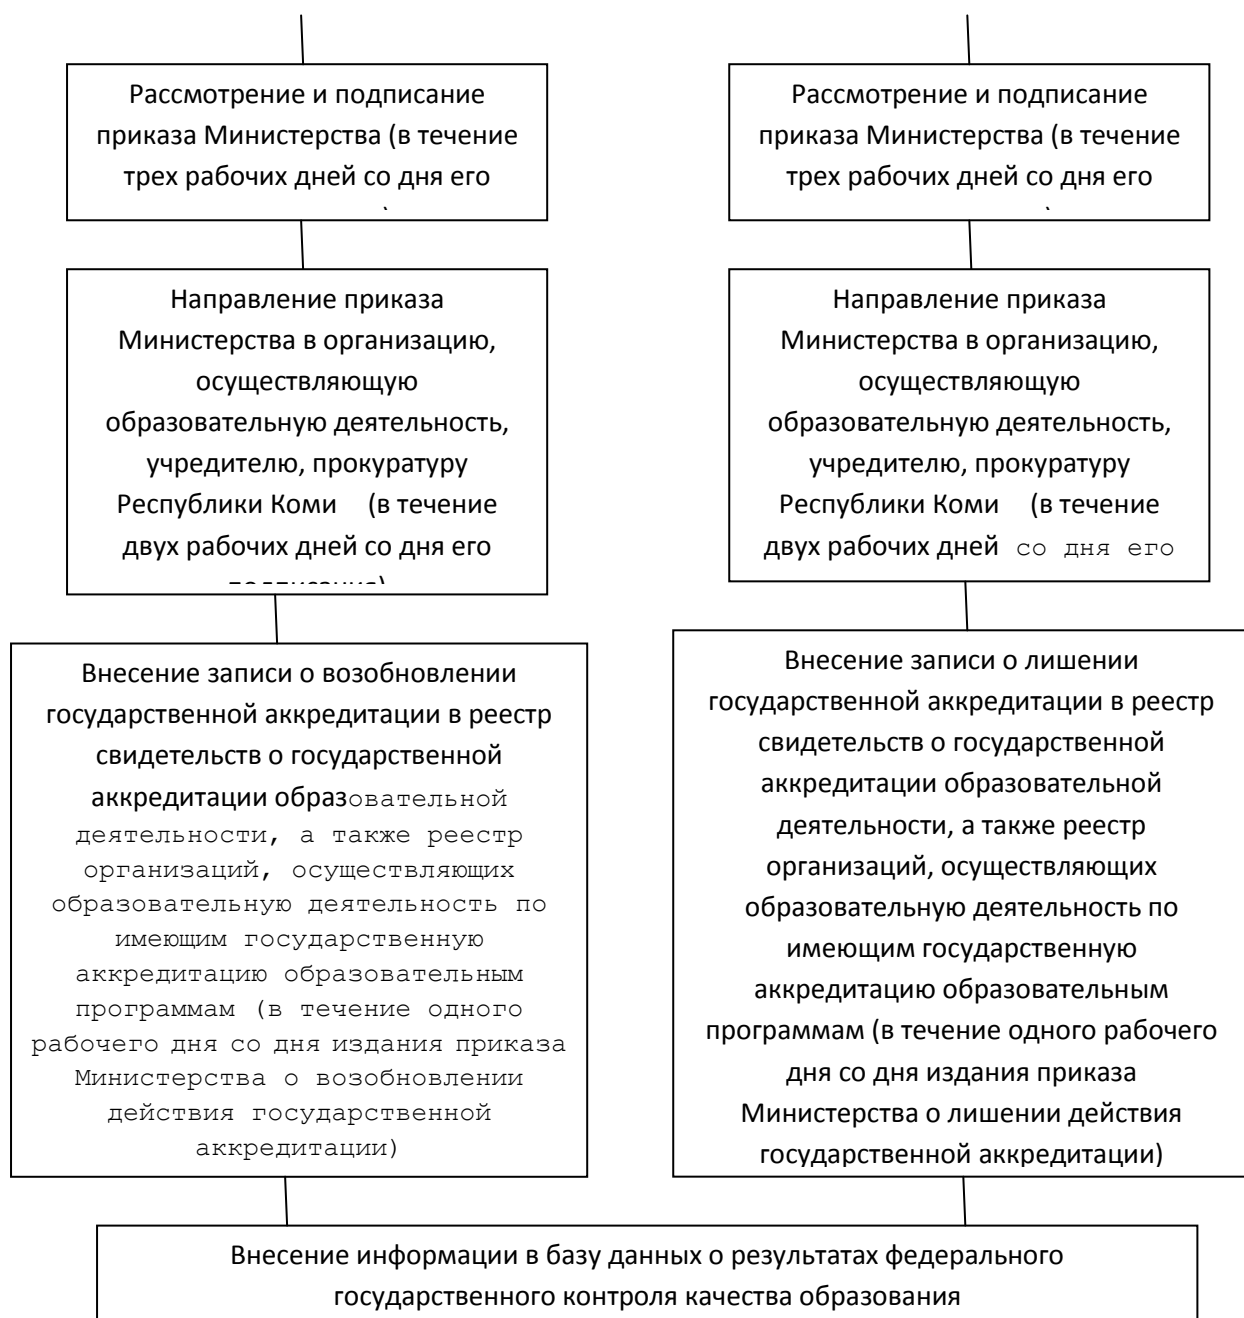 Рассмотрение и подписание
приказа Министерства (в течение
трех рабочих дней со дня его
Рассмотрение и подписание
приказа Министерства (в течение
трех рабочих дней со дня его
Направление приказа
Министерства в организацию,
осуществляющую
образовательную деятельность,
учредителю, прокуратуру
Республики Коми (в течение
двух рабочих дней со дня его
Направление приказа
Министерства в организацию,
осуществляющую
образовательную деятельность,
учредителю, прокуратуру
Республики Коми (в течение
двух рабочих дней со дня его
Внесение записи о возобновлении
государственной аккредитации в реестр
свидетельств о государственной
аккредитации образовательной
деятельности, а также реестр
организаций, осуществляющих
образовательную деятельность по
имеющим государственную
аккредитацию образовательным
программам (в течение одного
рабочего дня со дня издания приказа
Министерства о возобновлении
действия государственной
аккредитации)
Внесение записи о лишении
государственной аккредитации в реестр
свидетельств о государственной
аккредитации образовательной
деятельности, а также реестр
организаций, осуществляющих
образовательную деятельность по
имеющим государственную
аккредитацию образовательным
программам (в течение одного рабочего
дня со дня издания приказа
Министерства о лишении действия
государственной аккредитации)
Внесение информации в базу данных о результатах федерального
государственного контроля качества образования